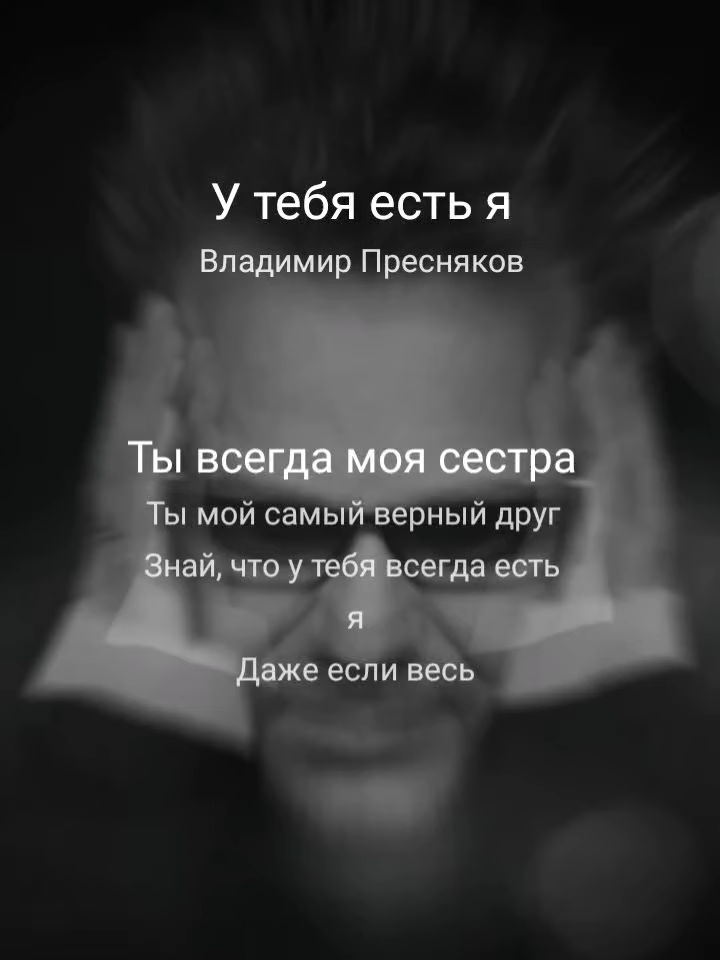 У тебя есть я
Владимир Пресняков
Ты всегда моя сестра
Ты мой самый верный друг
Знай, что у тебя всегда есть
я
Даже если весь